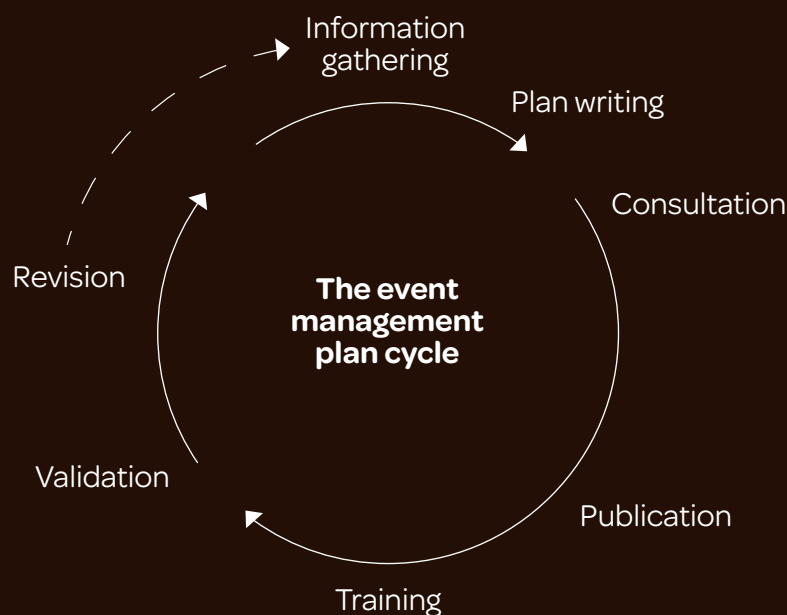 Information
gathering
Plan writing
Consultation
Revision
The event
management
plan cycle
Validation
Publication
Training